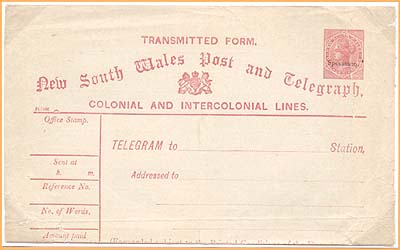 TRANSMITTED FORM.
Specimen.
New South Wales Post and Telegraph,
COLONIAL AND INTERCOLONIAL LINES.
Office Stamp.
TELEGRAM to Station,
Sent at
h. m.
Addressed to
Reference No.
No. of Words.
Amount paid